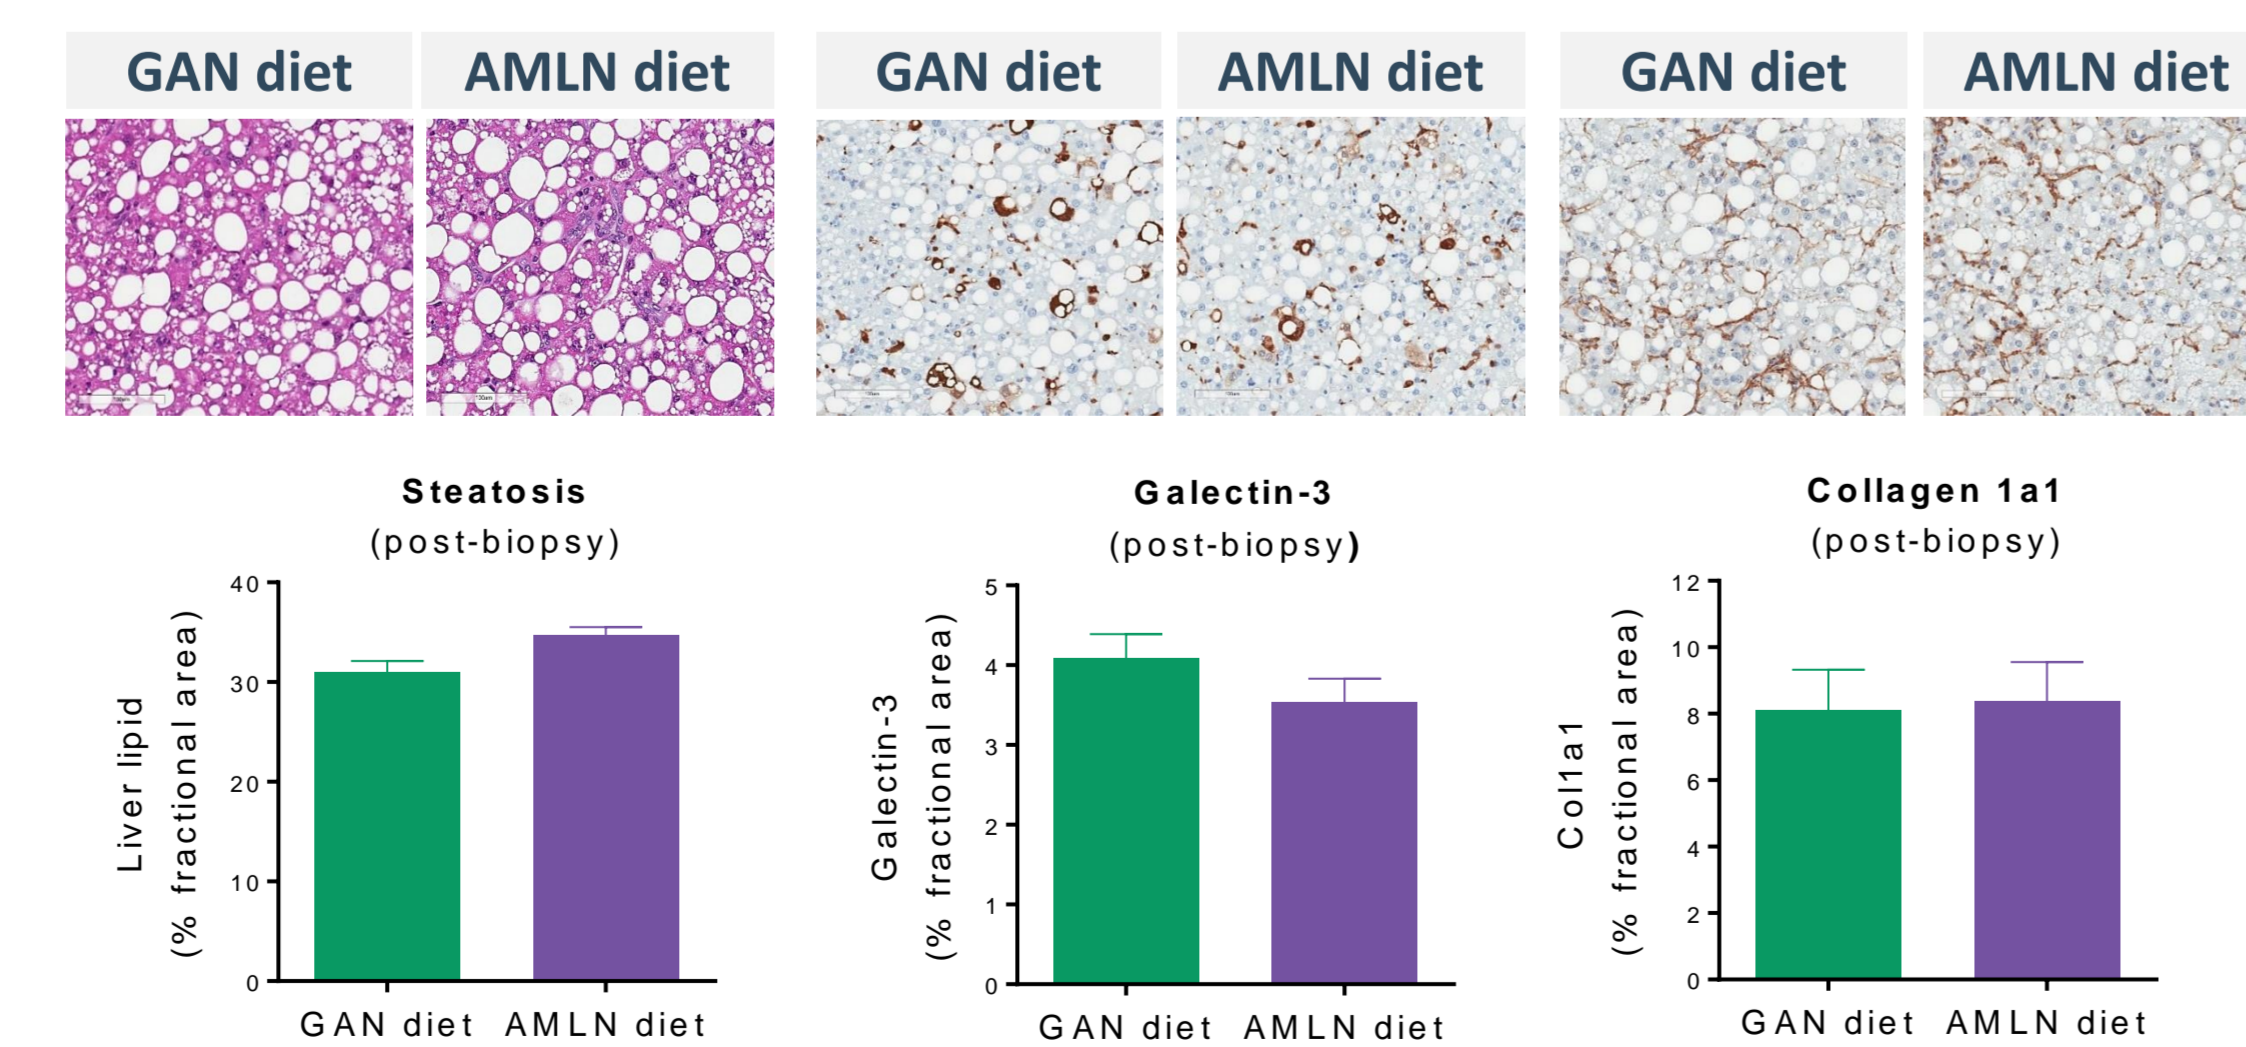 GAN diet
AMLN diet
GAN diet
AMLN diet
GAN diet
AMLN diet
100um
Steatosis
(post-biopsy)
Liver lipid
(% fractional area)
40
30
20
10
0
GAN diet
AMLN diet
Galectin-3
(post-biopsy)
Galectin-3
(% fractional area)
5
4
3
2
1
0
GAN diet
AMLN diet
Collagen 1a1
(post-biopsy)
Col1a1
(% fractional area)
12
10
8
6
4
2
0
GAN diet
AMLN diet